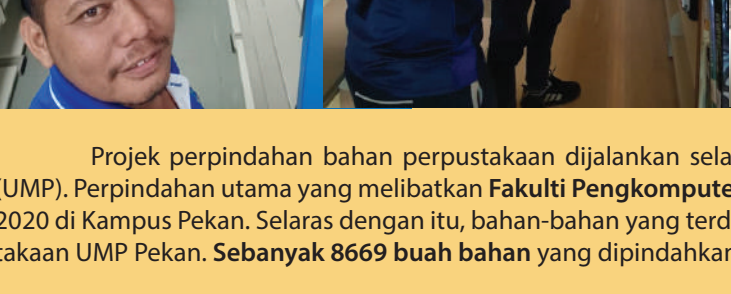 Projek perpindahan bahan perpustakaan dijalankan sela
(UMP). Perpindahan utama yang melibatkan Fakulti Pengkompute
2020 di Kampus Pekan. Selaras dengan itu, bahan-bahan yang terd
takaan UMP Pekan. Sebanyak 8669 buah bahan yang dipindahkan